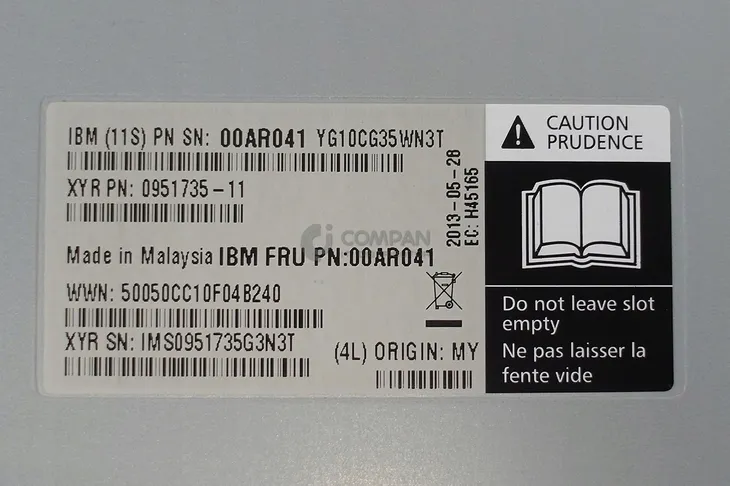 IBM (11S) PN SN: 00AR041 YG10CG35WN3T
XYR PN: 0951735-11
2013-05-28
EC: H45165
Made in Malaysia IBM FRU PN:00AR041
WWN: 50050CC10F04B240
XYR SN: IMS0951735G3N3T
(4L) ORIGIN: MY
CAUTION
PRUDENCE
Do not leave slot
empty
Ne pas laisser la
fente vide
COMPAN